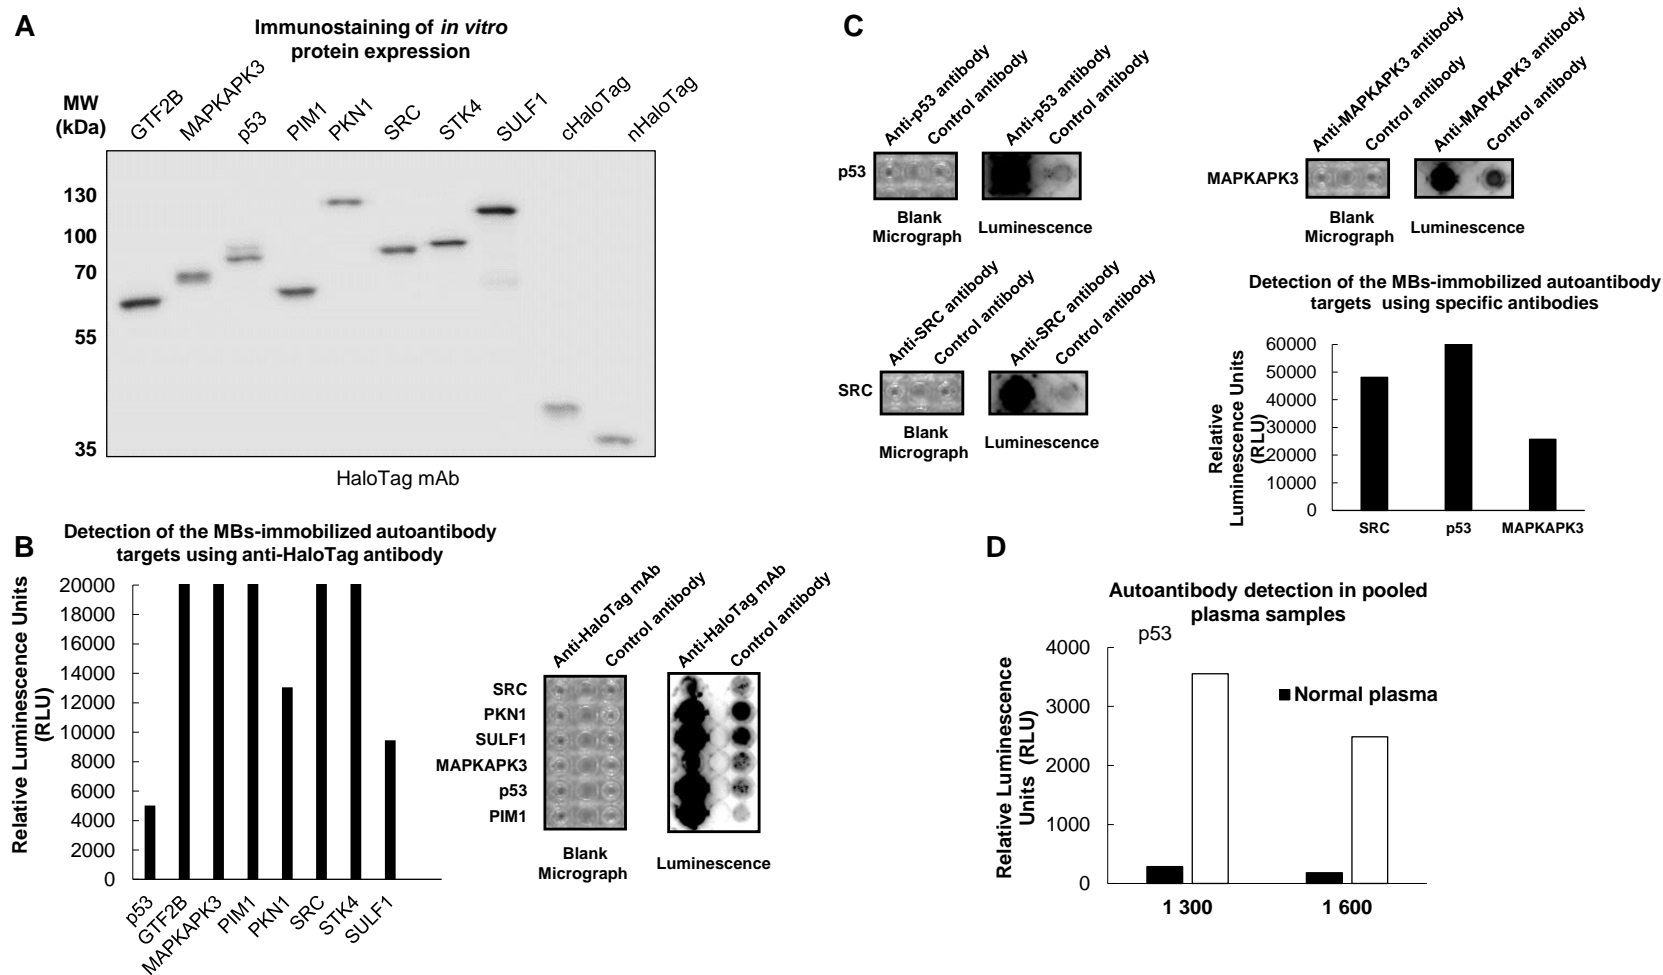 A
Immunostaining of in vitro
protein expression
MW
(kDa)
GTF2B
MAPKAPK3
p53
PIM1
PKN1
SRC
STK4
SULF1
cHaloTag
nHaloTag
130
100
70
55
35
HaloTag mAb
B
Detection of the MBs-immobilized autoantibody
targets using anti-HaloTag antibody
Relative Luminescence Units
(RLU)
20000
18000
16000
14000
12000
10000
8000
6000
4000
2000
0
p53
GTF2B
MAPKAPK3
PIM1
PKN1
SRC
STK4
SULF1
Anti-HaloTag mAb
Control antibody
Anti-HaloTag mAb
Control antibody
SRC
PKN1
SULF1
MAPKAPK3
p53
PIM1
Blank
Micrograph
Luminescence
C
Anti-p53 antibody
Control antibody
Anti-p53 antibody
Control antibody
p53
Blank
Micrograph
Luminescence
Anti-MAPKAPK3 antibody
Control antibody
Anti-MAPKAPK3 antibody
Control antibody
MAPKAPK3
Blank
Micrograph
Luminescence
Anti-SRC antibody
Control antibody
Anti-SRC antibody
Control antibody
SRC
Blank
Micrograph
Luminescence
Detection of the MBs-immobilized autoantibody
targets using specific antibodies
Relative
Luminescence Units
(RLU)
60000
50000
40000
30000
20000
10000
0
SRC
p53
MAPKAPK3
D
Autoantibody detection in pooled
plasma samples
p53
Relative Luminescence
Units (RLU)
4000
3000
2000
1000
0
Normal plasma
1 300
1 600